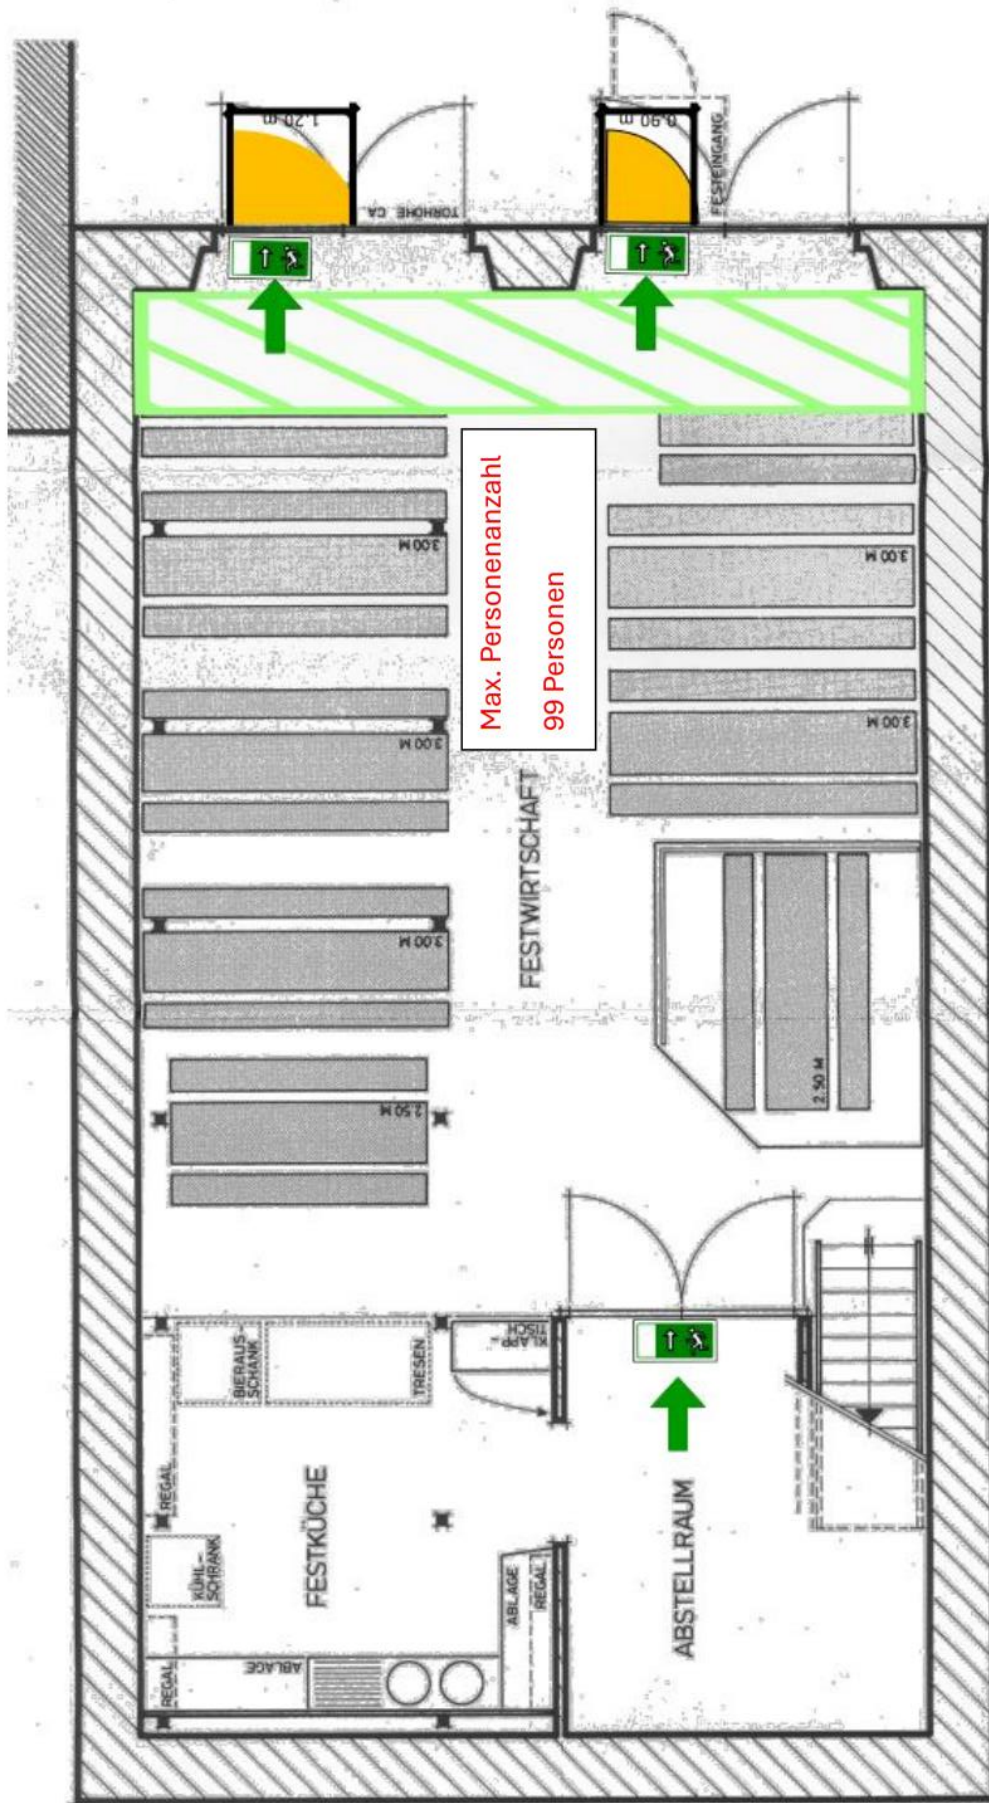 1,20 m
0,90 m
TORHÖHE CA.
FESTEINGANG
Max. Personenanzahl
99 Personen
3.00 M
3.00 M
3.00 M
3.00 M
3.00 M
FESTWIRTSCHAFT
2.50 M
2.50 M
BIERAUS–
SCHANK
TRESEN
KLAPP–
TISCH
REGAL
FESTKÜCHE
KÜHL–
SCHRANK
ABLAGE
REGAL
ABSTELLRAUM
REGAL
ABLAGE